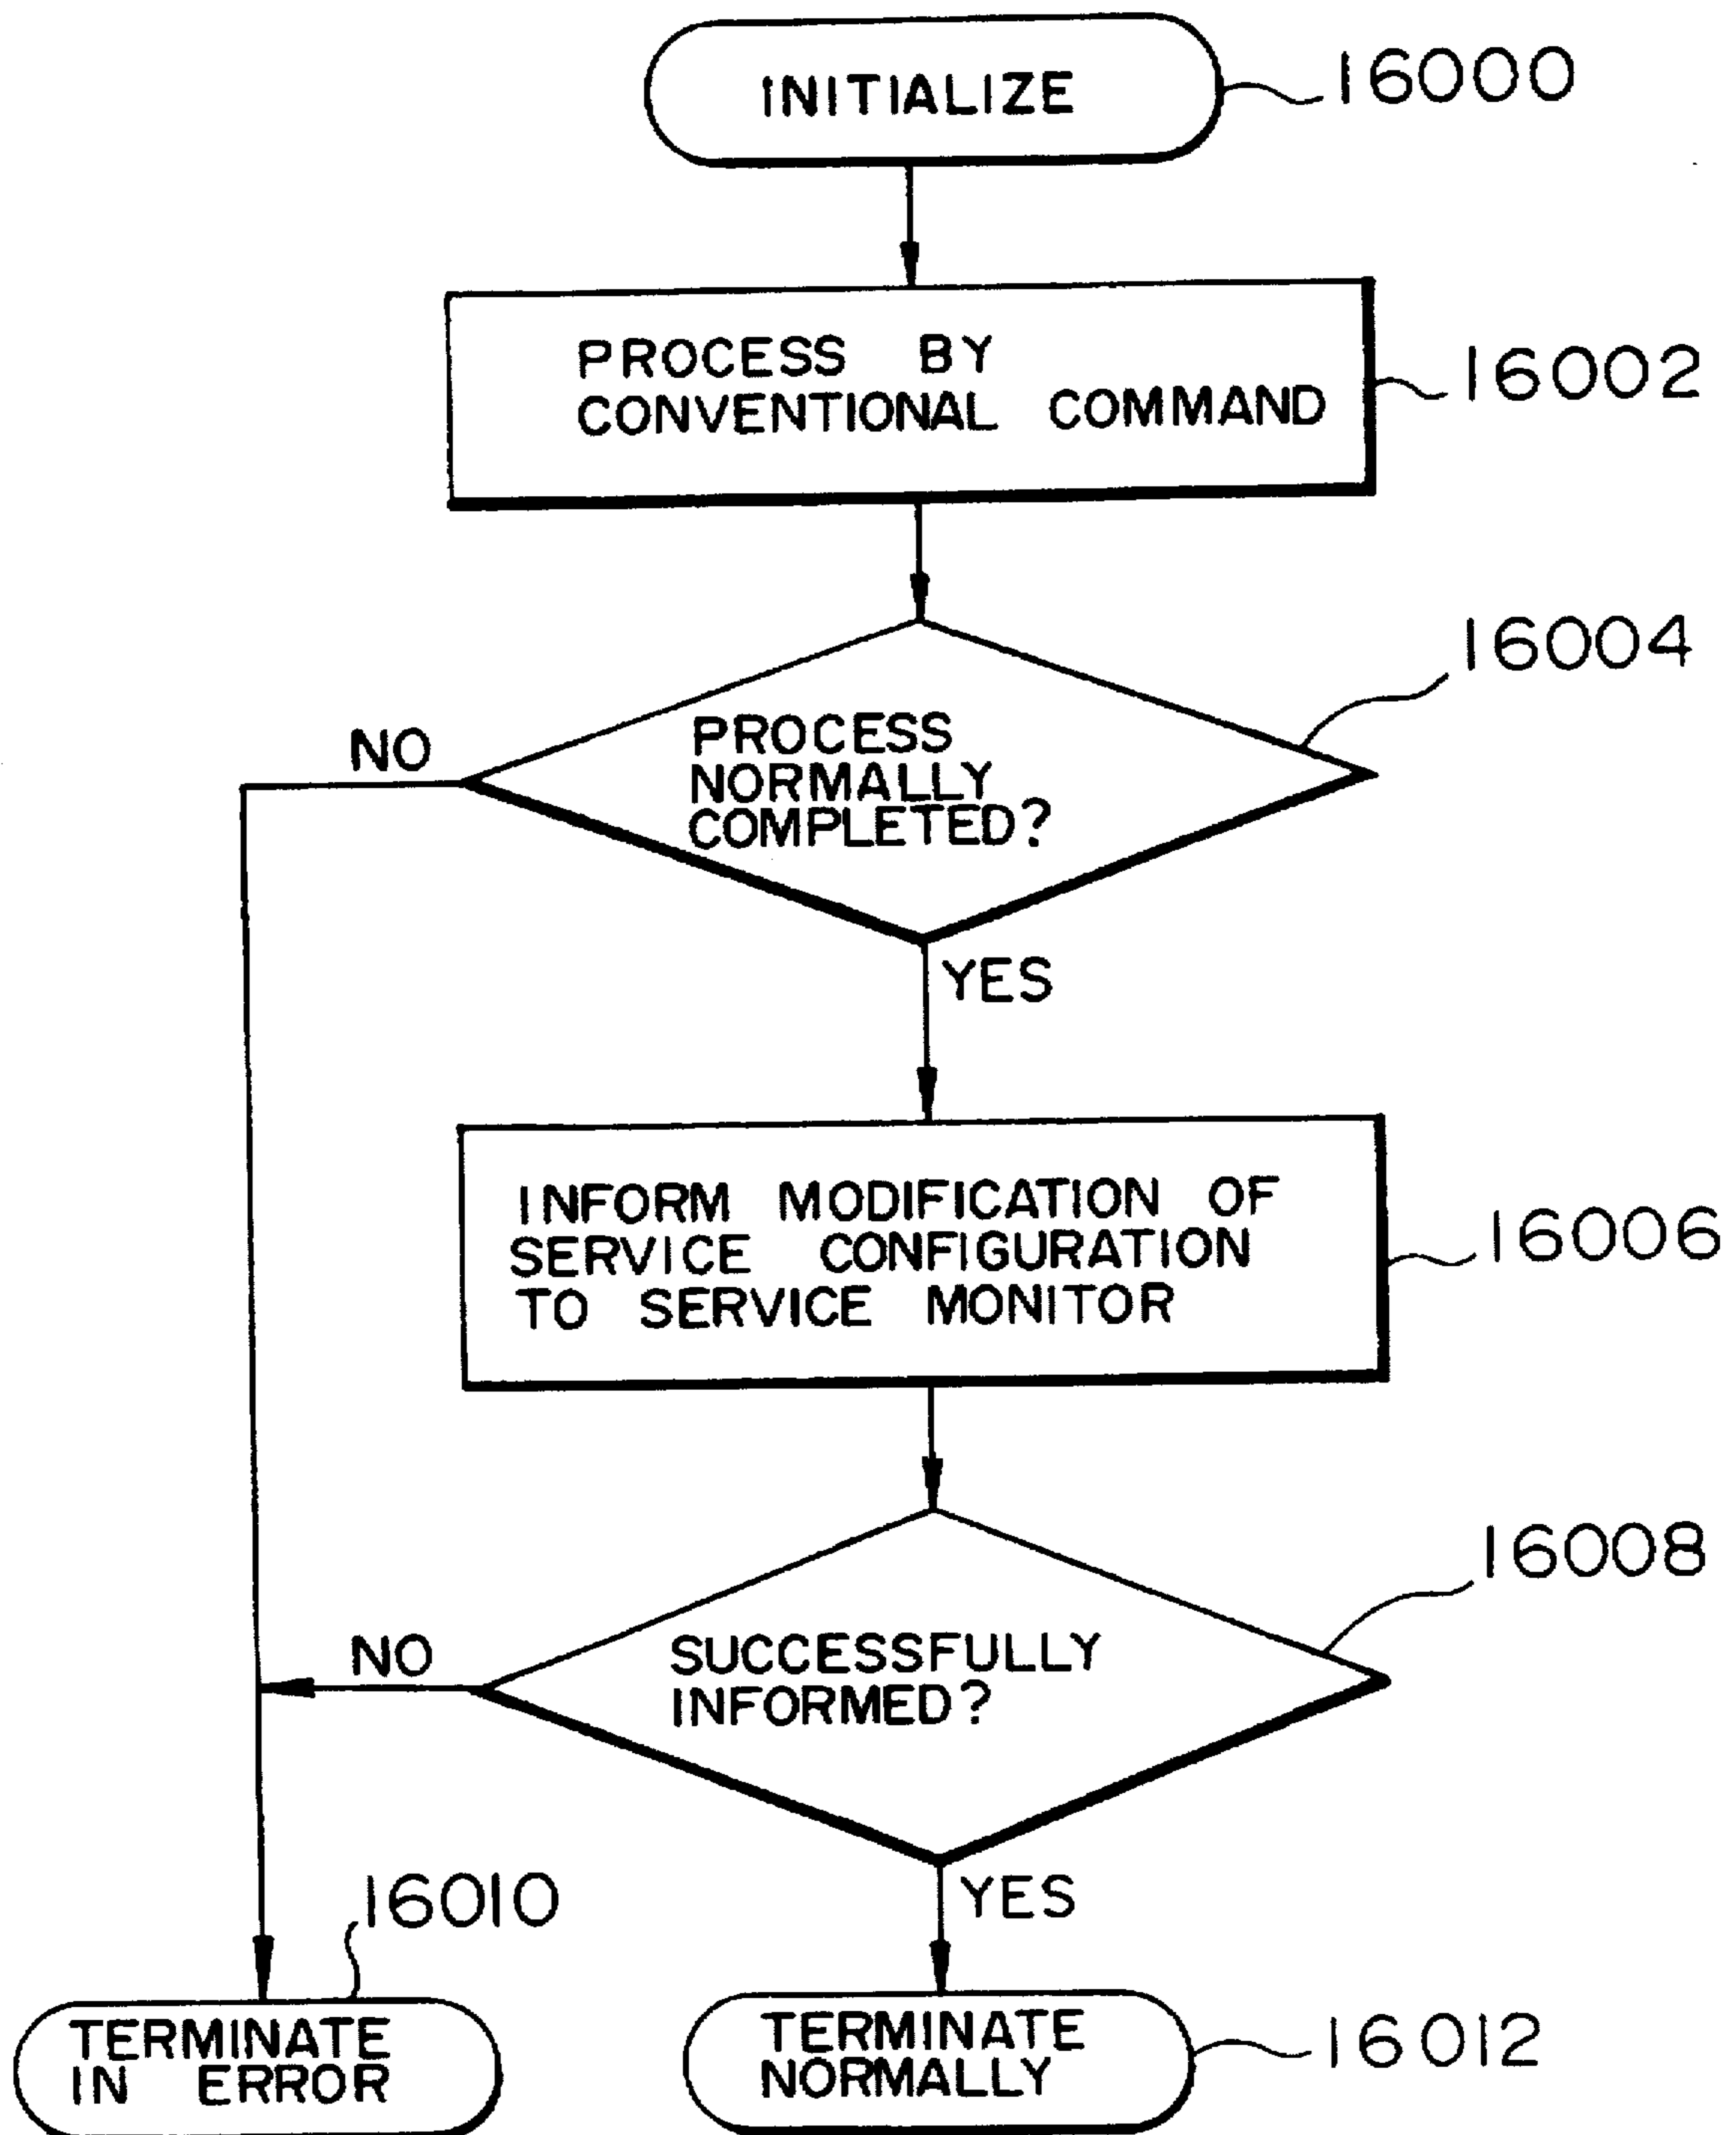 INITIALIZE
16000
PROCESS BY
CONVENTIONAL COMMAND
16002
16004
PROCESS
NORMALLY
COMPLETED?
NO
YES
INFORM MODIFICATION OF
SERVICE CONFIGURATION
TO SERVICE MONITOR
16006
16008
SUCCESSFULLY
INFORMED?
NO
YES
16010
TERMINATE
IN ERROR
TERMINATE
NORMALLY
16012